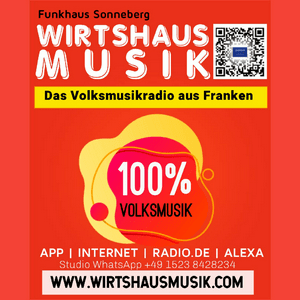 Funkhaus Sonneberg
WIRTSHAUS
MUSIK
Das Volksmusikradio aus Franken
100%
VOLKSMUSIK
APP | INTERNET | RADIO.DE | ALEXA
Studio WhatsApp +49 1523 8428234
WWW.WIRTSHAUSMUSIK.COM